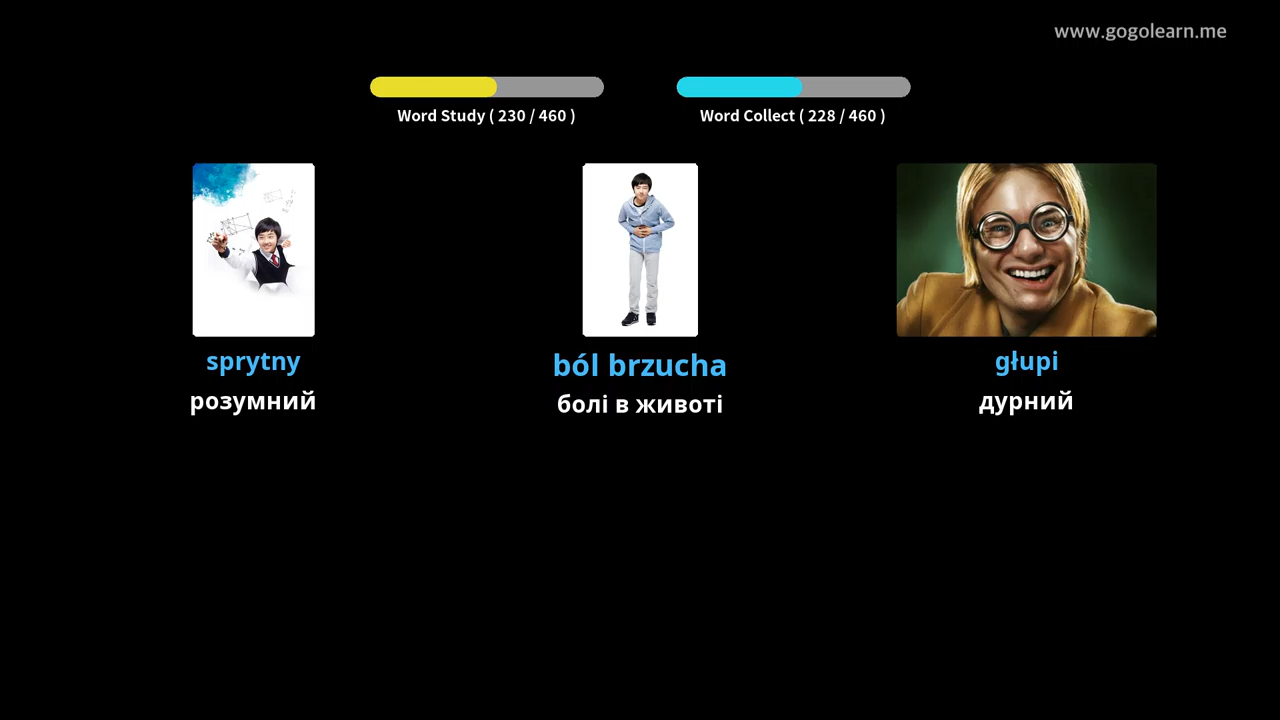 www.gogolearn.me
Word Study ( 230 / 460 )
Word Collect ( 228 / 460 )
sprytny
розумний
ból brzucha
болі в животі
głupi
дурний